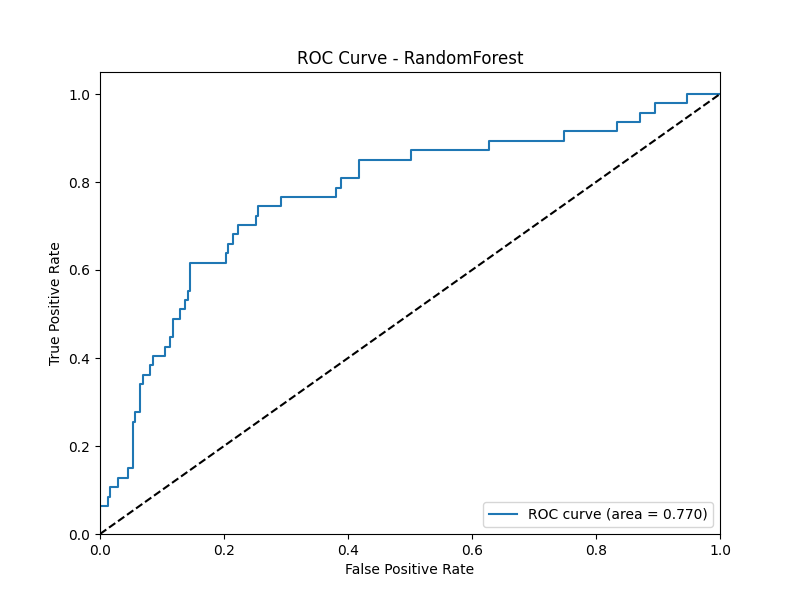 ROC Curve - RandomForest
True Positive Rate
1.0
0.8
0.6
0.4
0.2
0.0
ROC curve (area = 0.770)
0.0 0.2 0.4 0.6 0.8 1.0
False Positive Rate